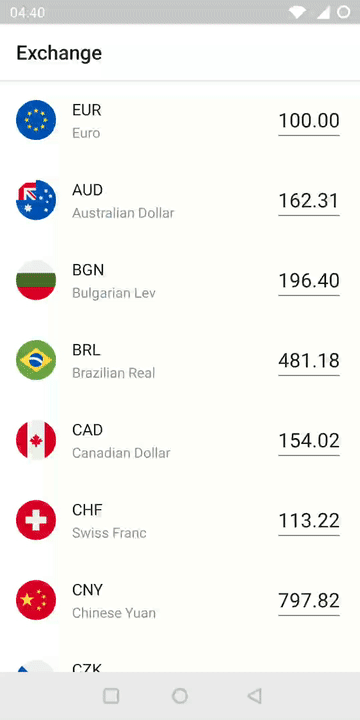 04.40
Exchange
EUR
Euro
100.00
AUD
Australian Dollar
162.31
BGN
Bulgarian Lev
196.40
BRL
Brazilian Real
481.18
CAD
Canadian Dollar
154.02
CHF
Swiss Franc
113.22
CNY
Chinese Yuan
797.82
CZK